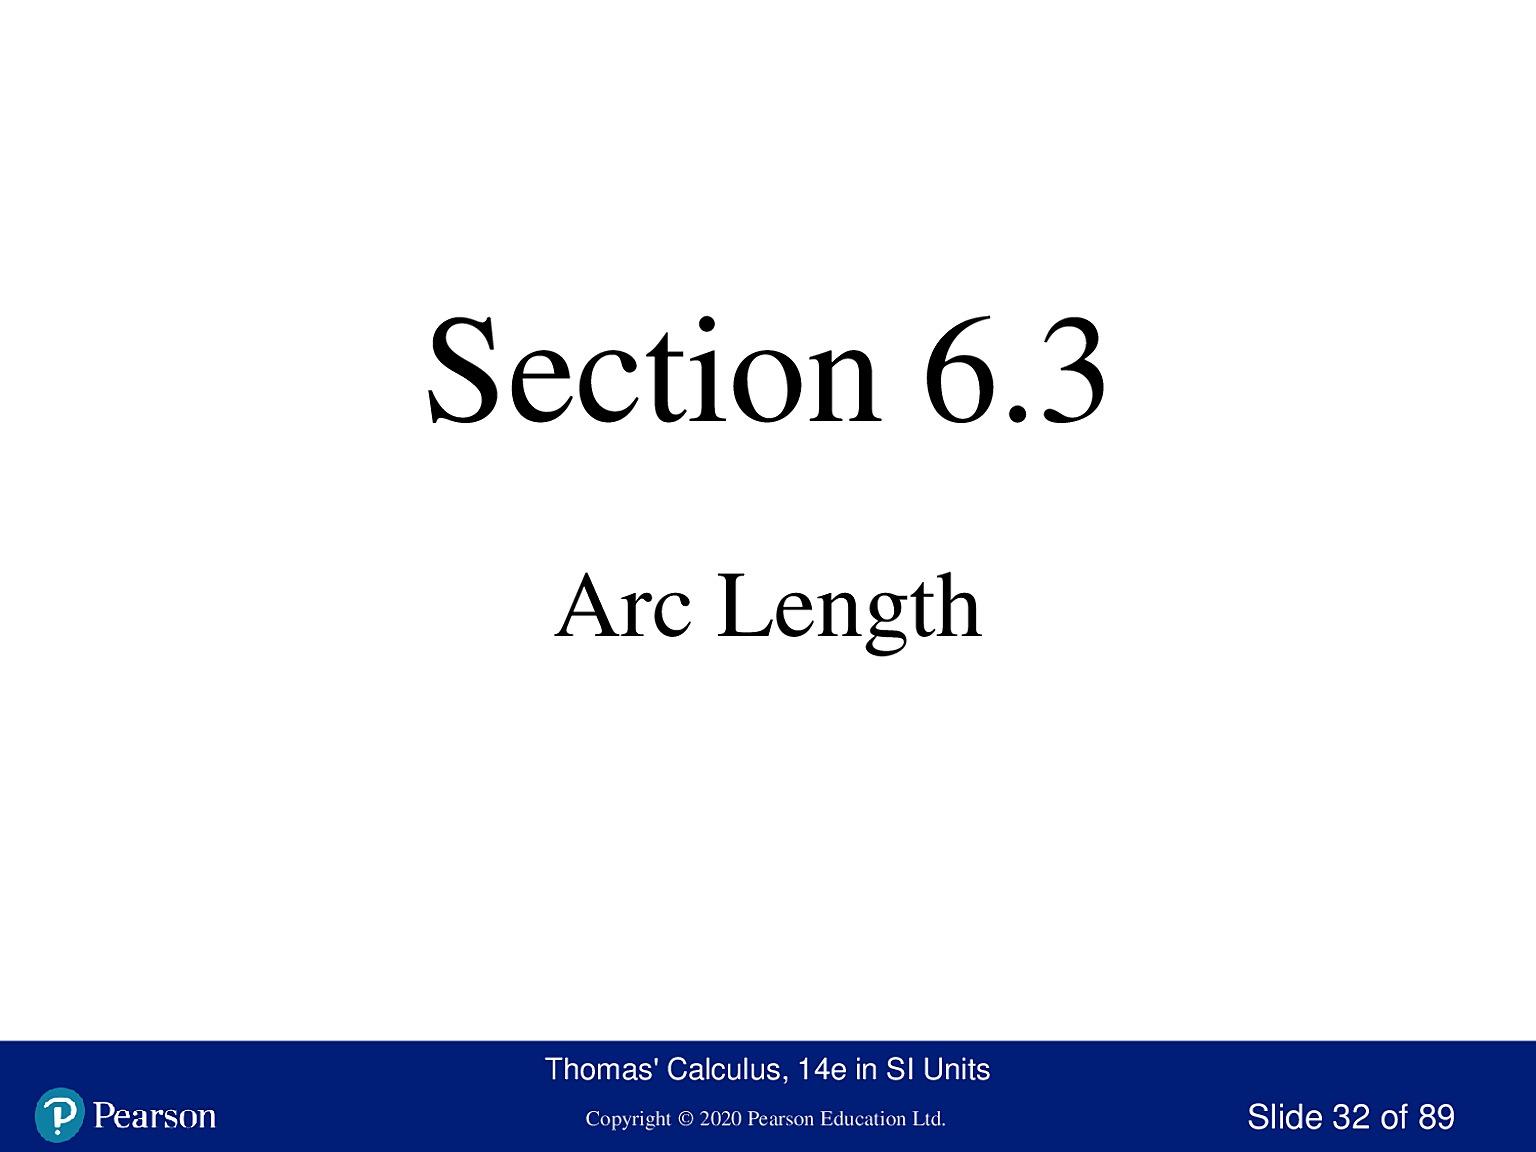 Section 6.3
Arc Length
Thomas' Calculus, 14e in SI Units
Pearson
Copyright © 2020 Pearson Education Ltd.
Slide 32 of 89